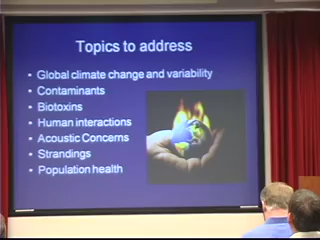 Topics to address
• Global climate change and variability
• Contaminants
• Biotoxins
• Human interactions
• Acoustic Concerns
• Strandings
• Population health